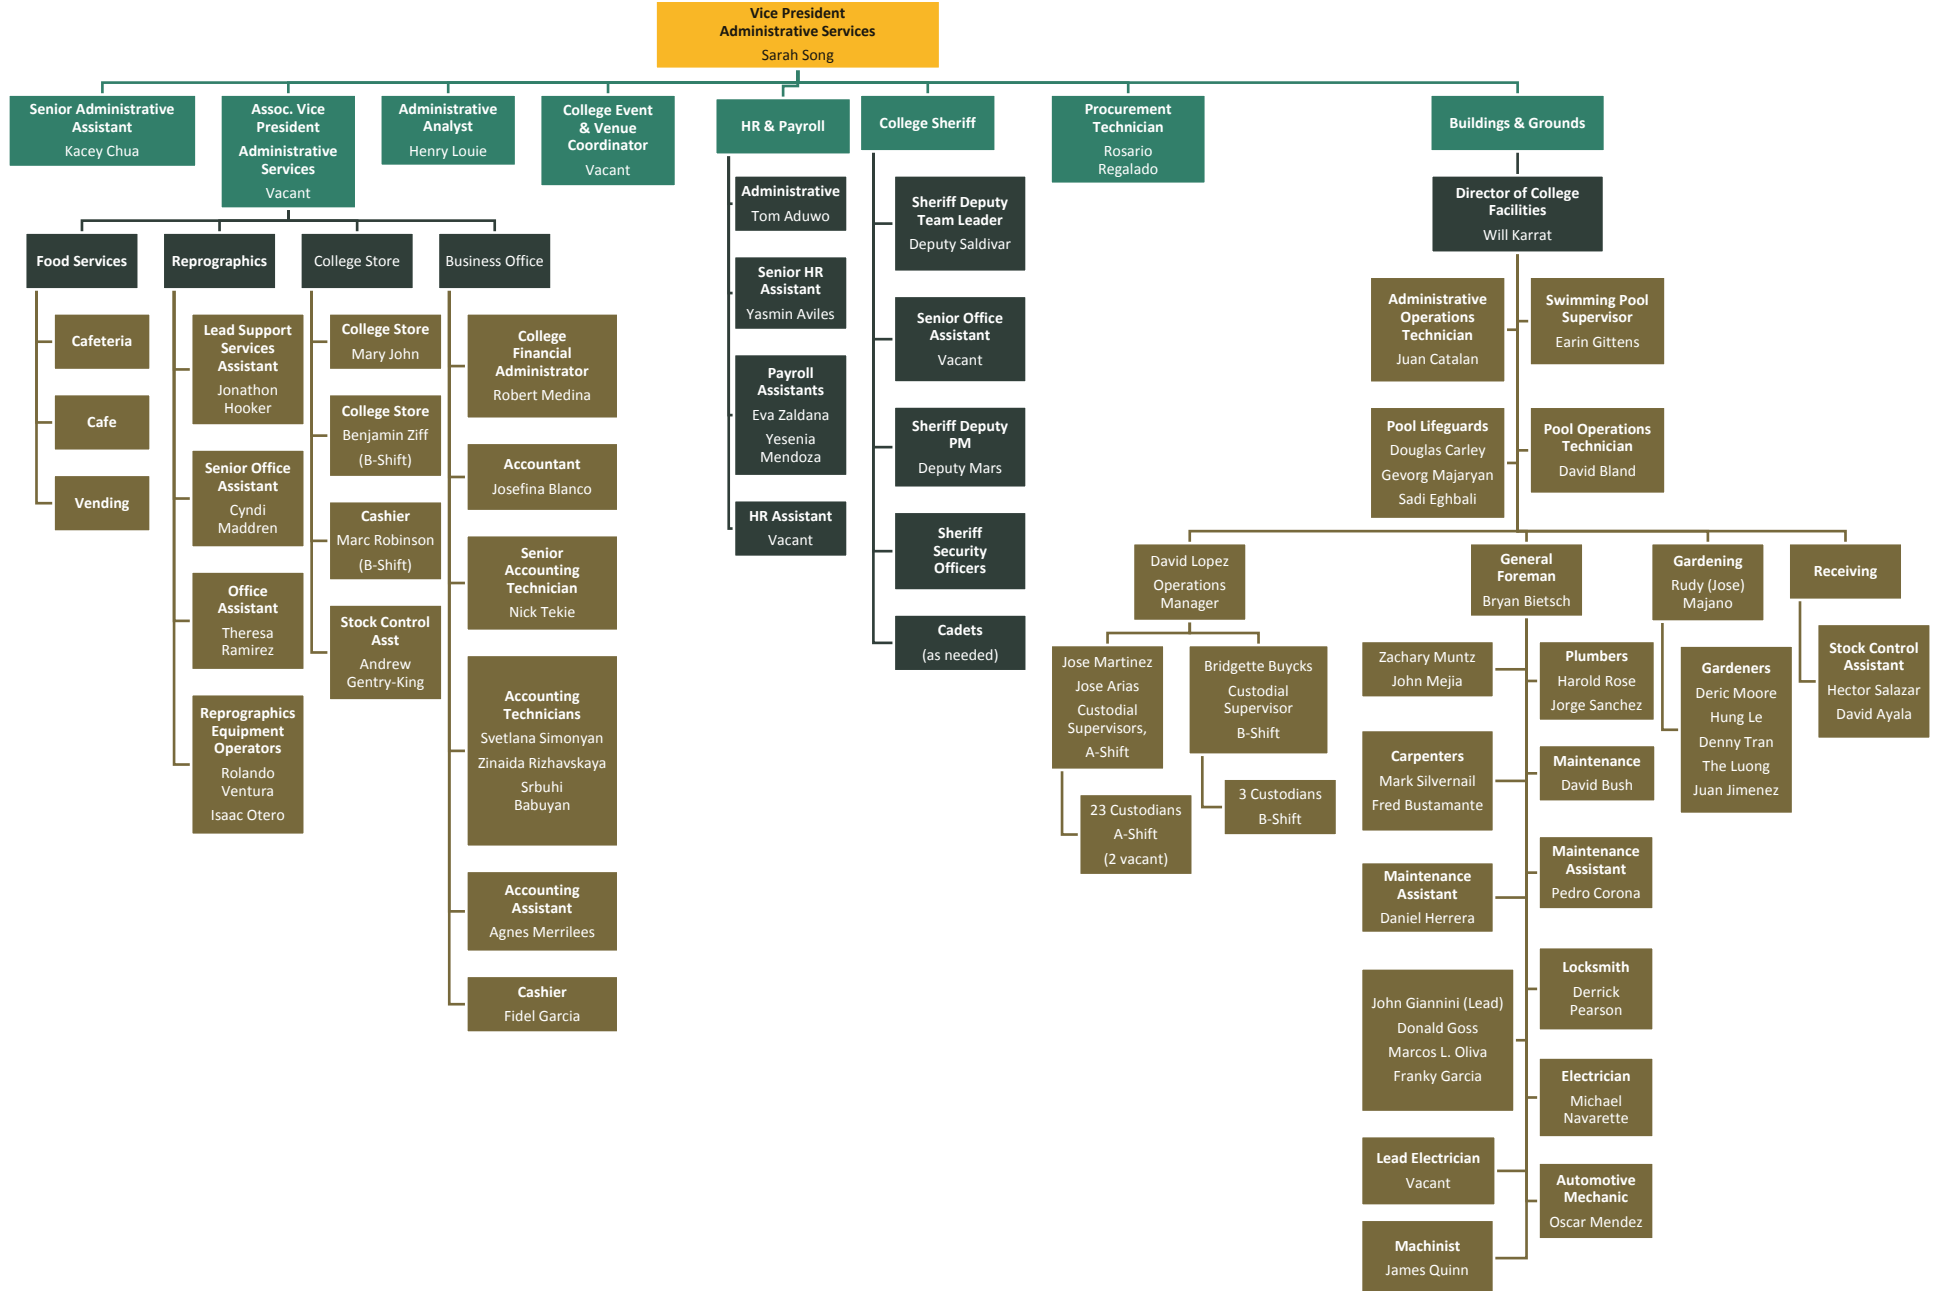 Vice President
Administrative Services
Sarah Song
Senior Administrative
Assistant
Kacey Chua
Assoc. Vice
President
Administrative
Services
Vacant
Administrative
Analyst
Henry Louie
College Event
& Venue
Coordinator
Vacant
HR & Payroll
College Sheriff
Procurement
Technician
Rosario
Regalado
Buildings & Grounds
Food Services
Cafeteria
Cafe
Vending
Reprographics
Lead Support
Services
Assistant
Jonathon
Hooker
Senior Office
Assistant
Cyndi
Maddren
Office
Assistant
Theresa
Ramirez
Reprographics
Equipment
Operators
Rolando
Ventura
Isaac Otero
College Store
College Store
Mary John
College Store
Benjamin Ziff
(B-Shift)
Cashier
Marc Robinson
(B-Shift)
Stock Control
Asst
Andrew
Gentry-King
Business Office
College
Financial
Administrator
Robert Medina
Accountant
Josefina Blanco
Senior
Accounting
Technician
Nick Tekie
Accounting
Technicians
Svetlana Simonyan
Zinaida Rizhavskaya
Srbuhi
Babuyan
Accounting
Assistant
Agnes Merrilees
Cashier
Fidel Garcia
Administrative
Tom Aduwo
Senior HR
Assistant
Yasmin Aviles
Payroll
Assistants
Eva Zaldana
Yesenia
Mendoza
HR Assistant
Vacant
Sheriff Deputy
Team Leader
Deputy Saldivar
Senior Office
Assistant
Vacant
Sheriff Deputy
PM
Deputy Mars
Sheriff
Security
Officers
Cadets
(as needed)
Director of College
Facilities
Will Karrat
Administrative
Operations
Technician
Juan Catalan
Swimming Pool
Supervisor
Earin Gittens
Pool Lifeguards
Douglas Carley
Gevorg Majaryan
Sadi Eghbali
Pool Operations
Technician
David Bland
David Lopez
Operations
Manager
Jose Martinez
Jose Arias
Custodial
Supervisors,
A-Shift
23 Custodians
A-Shift
(2 vacant)
Bridgette Buycks
Custodial
Supervisor
B-Shift
3 Custodians
B-Shift
General
Foreman
Bryan Bietsch
Zachary Muntz
John Mejia
Plumbers
Harold Rose
Jorge Sanchez
Carpenters
Mark Silvernail
Fred Bustamante
Maintenance
David Bush
Maintenance
Assistant
Daniel Herrera
Maintenance
Assistant
Pedro Corona
John Giannini (Lead)
Donald Goss
Marcos L. Oliva
Franky Garcia
Locksmith
Derrick
Pearson
Electrician
Michael
Navarette
Lead Electrician
Vacant
Automotive
Mechanic
Oscar Mendez
Machinist
James Quinn
Gardening
Rudy (Jose)
Majano
Gardeners
Deric Moore
Hung Le
Denny Tran
The Luong
Juan Jimenez
Receiving
Stock Control
Assistant
Hector Salazar
David Ayala